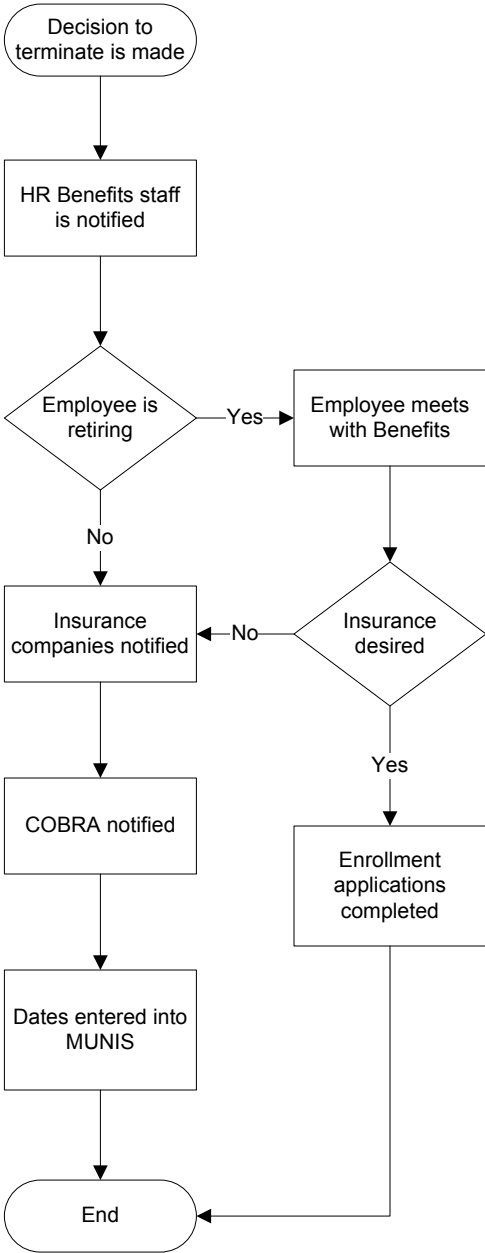 Decision to
terminate is made
HR Benefits staff
is notified
Employee is
retiring
Yes
Employee meets
with Benefits
No
Insurance
companies notified
No
Insurance
desired
Yes
COBRA notified
Enrollment
applications
completed
Dates entered into
MUNIS
End